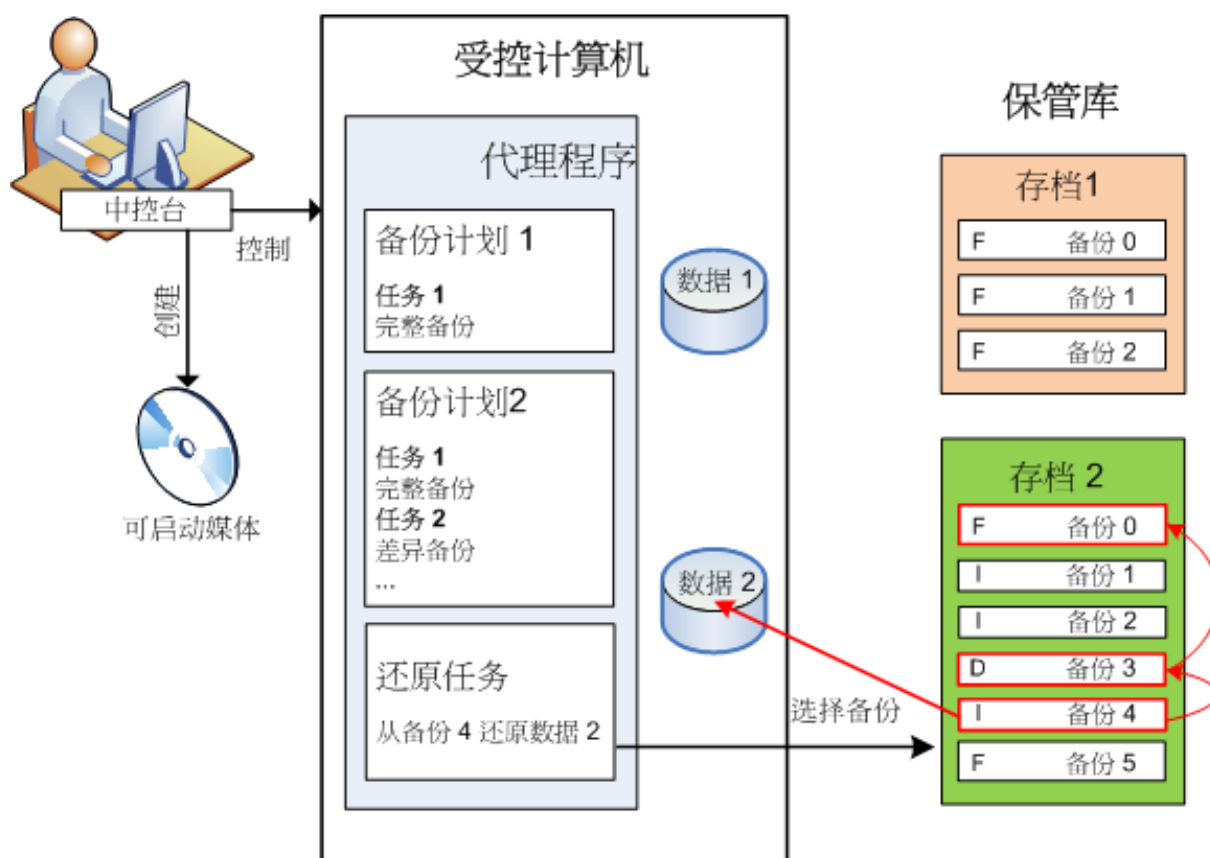 中控台
控制
创建
可启动媒体
受控计算机
代理程序
备份计划 1
任务 1
完整备份
备份计划2
任务 1
完整备份
任务 2
差异备份
...
还原任务
从备份 4 还原数据 2
数据 1
数据 2
选择备份
保管库
存档1
F 备份 0
F 备份 1
F 备份 2
存档 2
F 备份 0
I 备份 1
I 备份 2
D 备份 3
I 备份 4
F 备份 5